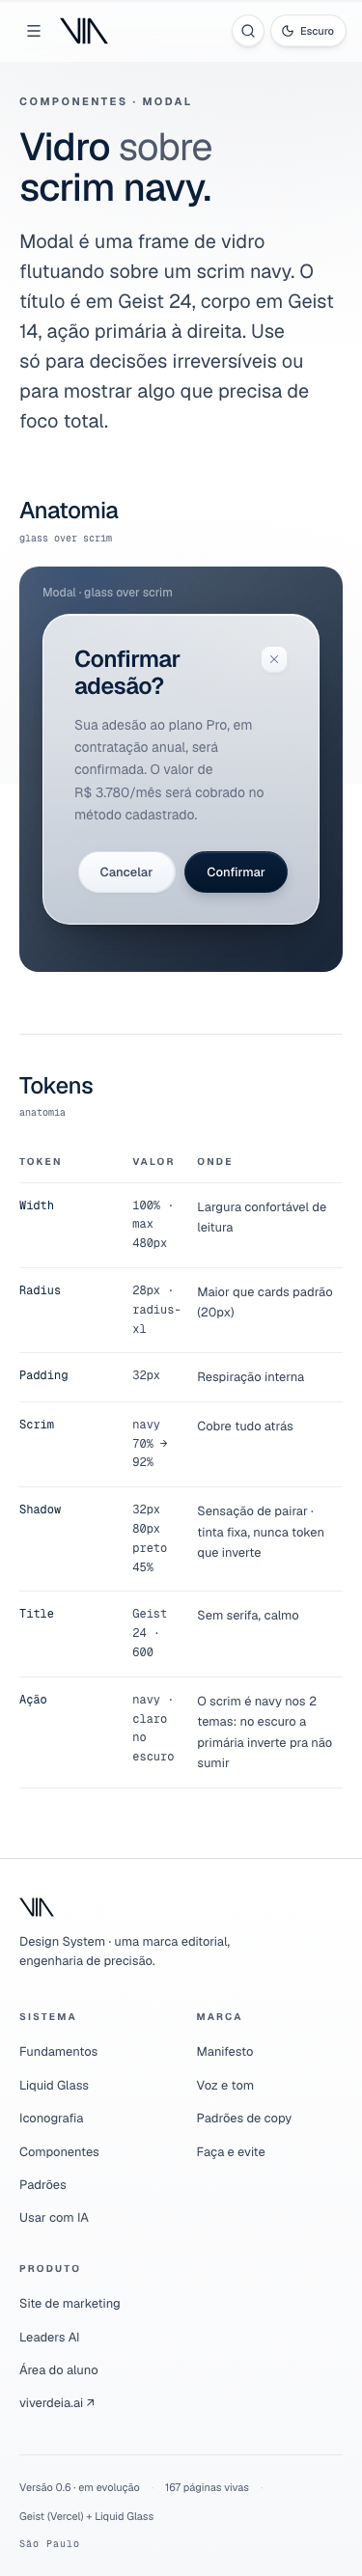 VIA
Escuro
COMPONENTES · MODAL
Vidro sobre
scrim navy.
Modal é uma frame de vidro
flutuando sobre um scrim navy. O
título é em Geist 24, corpo em Geist
14, ação primária à direita. Use
só para decisões irreversíveis ou
para mostrar algo que precisa de
foco total.
Anatomia
glass over scrim
Modal · glass over scrim
Confirmar
adesão?
Sua adesão ao plano Pro, em
contratação anual, será
confirmada. O valor de
R$ 3.780/mês será cobrado no
método cadastrado.
Cancelar
Confirmar
Tokens
anatomia
TOKEN VALOR ONDE
Width 100% · Largura confortável de
max leitura
480px
Radius 28px · Maior que cards padrão
radius- (20px)
xl
Padding 32px Respiração interna
Scrim navy Cobre tudo atrás
70% →
92%
Shadow 32px Sensação de pairar ·
80px tinta fixa, nunca token
preto que inverte
45%
Title Geist Sem serifa, calmo
24 ·
600
Ação navy · O scrim é navy nos 2
claro temas: no escuro a
no primária inverte pra não
escuro sumir
VIA
Design System · uma marca editorial,
engenharia de precisão.
SISTEMA MARCA
Fundamentos Manifesto
Liquid Glass Voz e tom
Iconografia Padrões de copy
Componentes Faça e evite
Padrões
Usar com IA
PRODUTO
Site de marketing
Leaders AI
Área do aluno
viverdeia.ai ↗
Versão 0.6 · em evolução · 167 páginas vivas ·
Geist (Vercel) + Liquid Glass
São Paulo